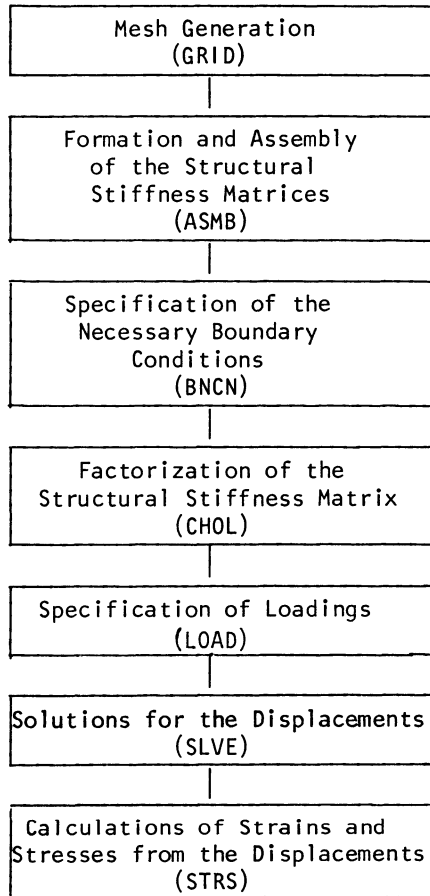 Mesh Generation
(GRID)
Formation and Assembly
of the Structural
Stiffness Matrices
(ASMB)
Specification of the
Necessary Boundary
Conditions
(BNCN)
Factorization of the
Structural Stiffness Matrix
(CHOL)
Specification of Loadings
(LOAD)
Solutions for the Displacements
(SLVE)
Calculations of Strains and
Stresses from the Displacements
(STRS)